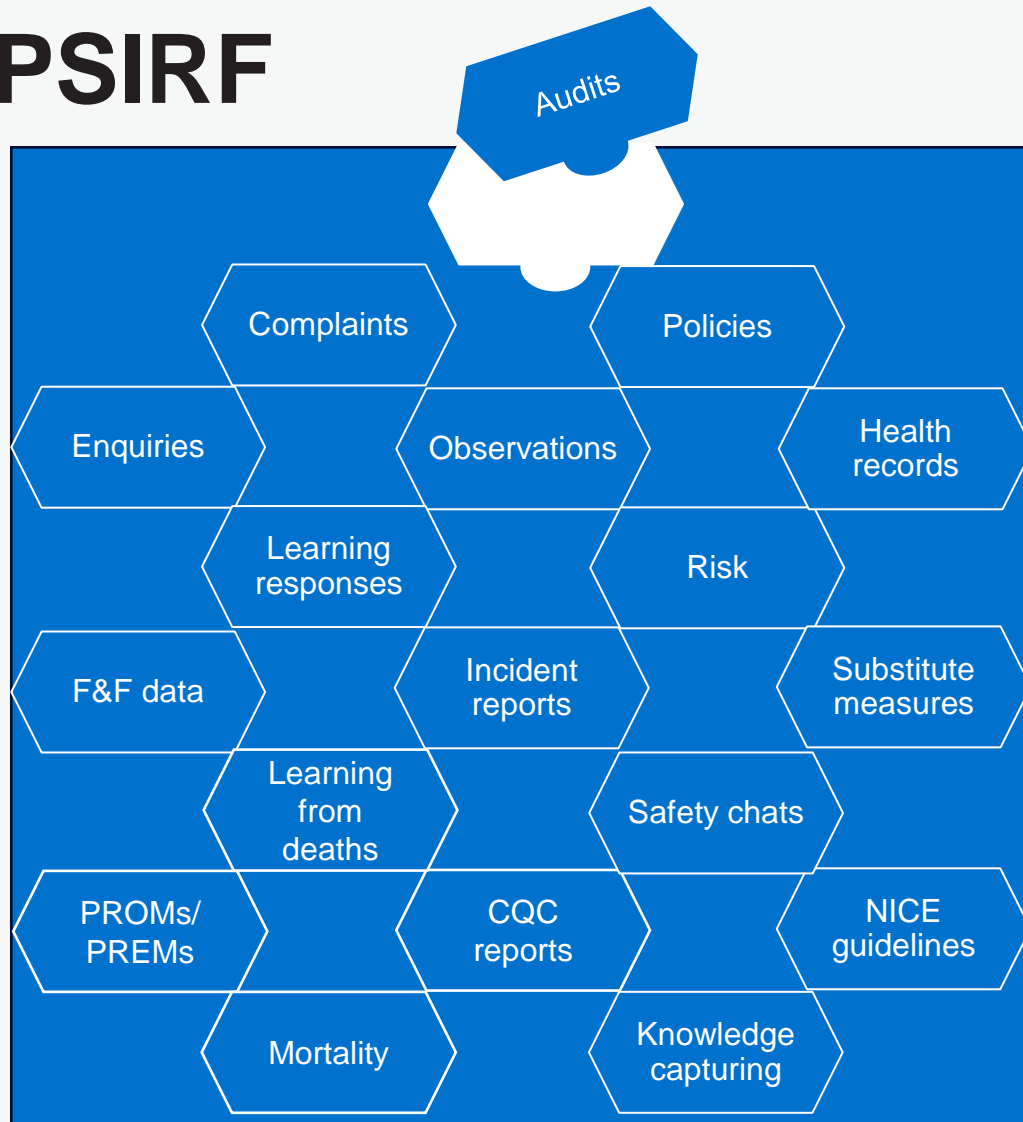 PSIRF
Audits
Complaints
Policies
Enquiries
Observations
Health
records
Learning
responses
Risk
F&F data
Incident
reports
Substitute
measures
Learning
from
deaths
Safety chats
PROMs/
PREMs
CQC
reports
NICE
guidelines
Mortality
Knowledge
capturing